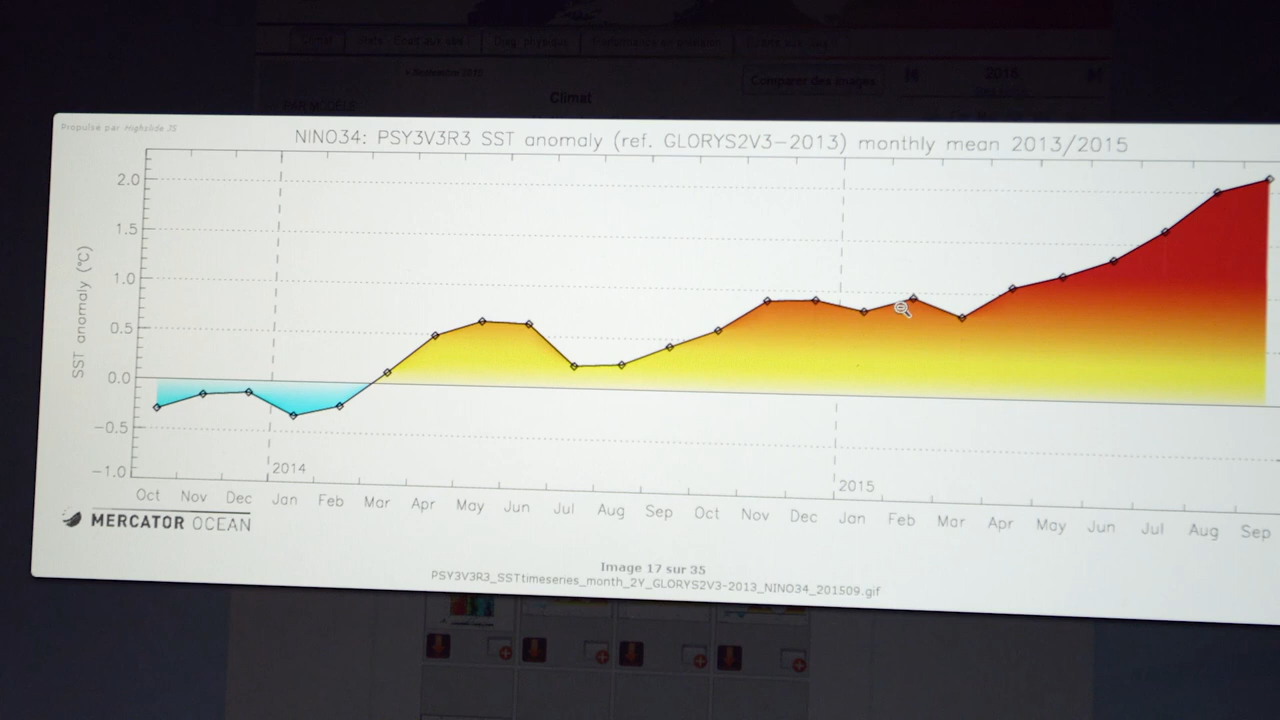 Comparer des images
2015
Climat
Propulsé par Highslide JS
NINO34: PSY3V3R3 SST anomaly (ref. GLORYS2V3-2013) monthly mean 2013/2015
2.0
1.5
1.0
0.5
0.0
-0.5
-1.0
SST anomaly (°C)
2014
2015
Oct Nov Dec Jan Feb Mar Apr May Jun Jul Aug Sep Oct Nov Dec Jan Feb Mar Apr May Jun Jul Aug Sep
MERCATOR OCEAN
Image 17 sur 35
PSY3V3R3_SSTtimeseries_month_2Y_GLORYS2V3-2013_NINO34_201509.gif